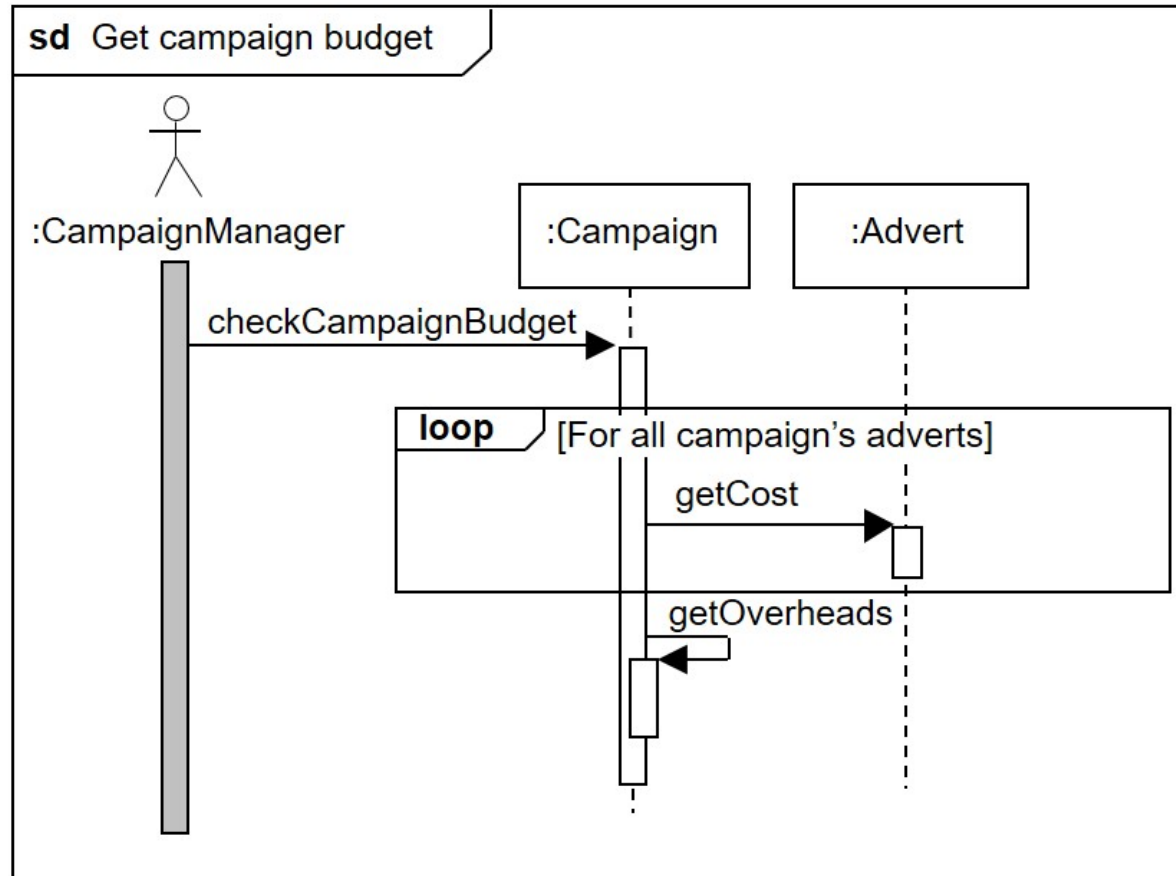 sd Get campaign budget
:CampaignManager
:Campaign
:Advert
checkCampaignBudget
loop [For all campaign's adverts]
getCost
getOverheads